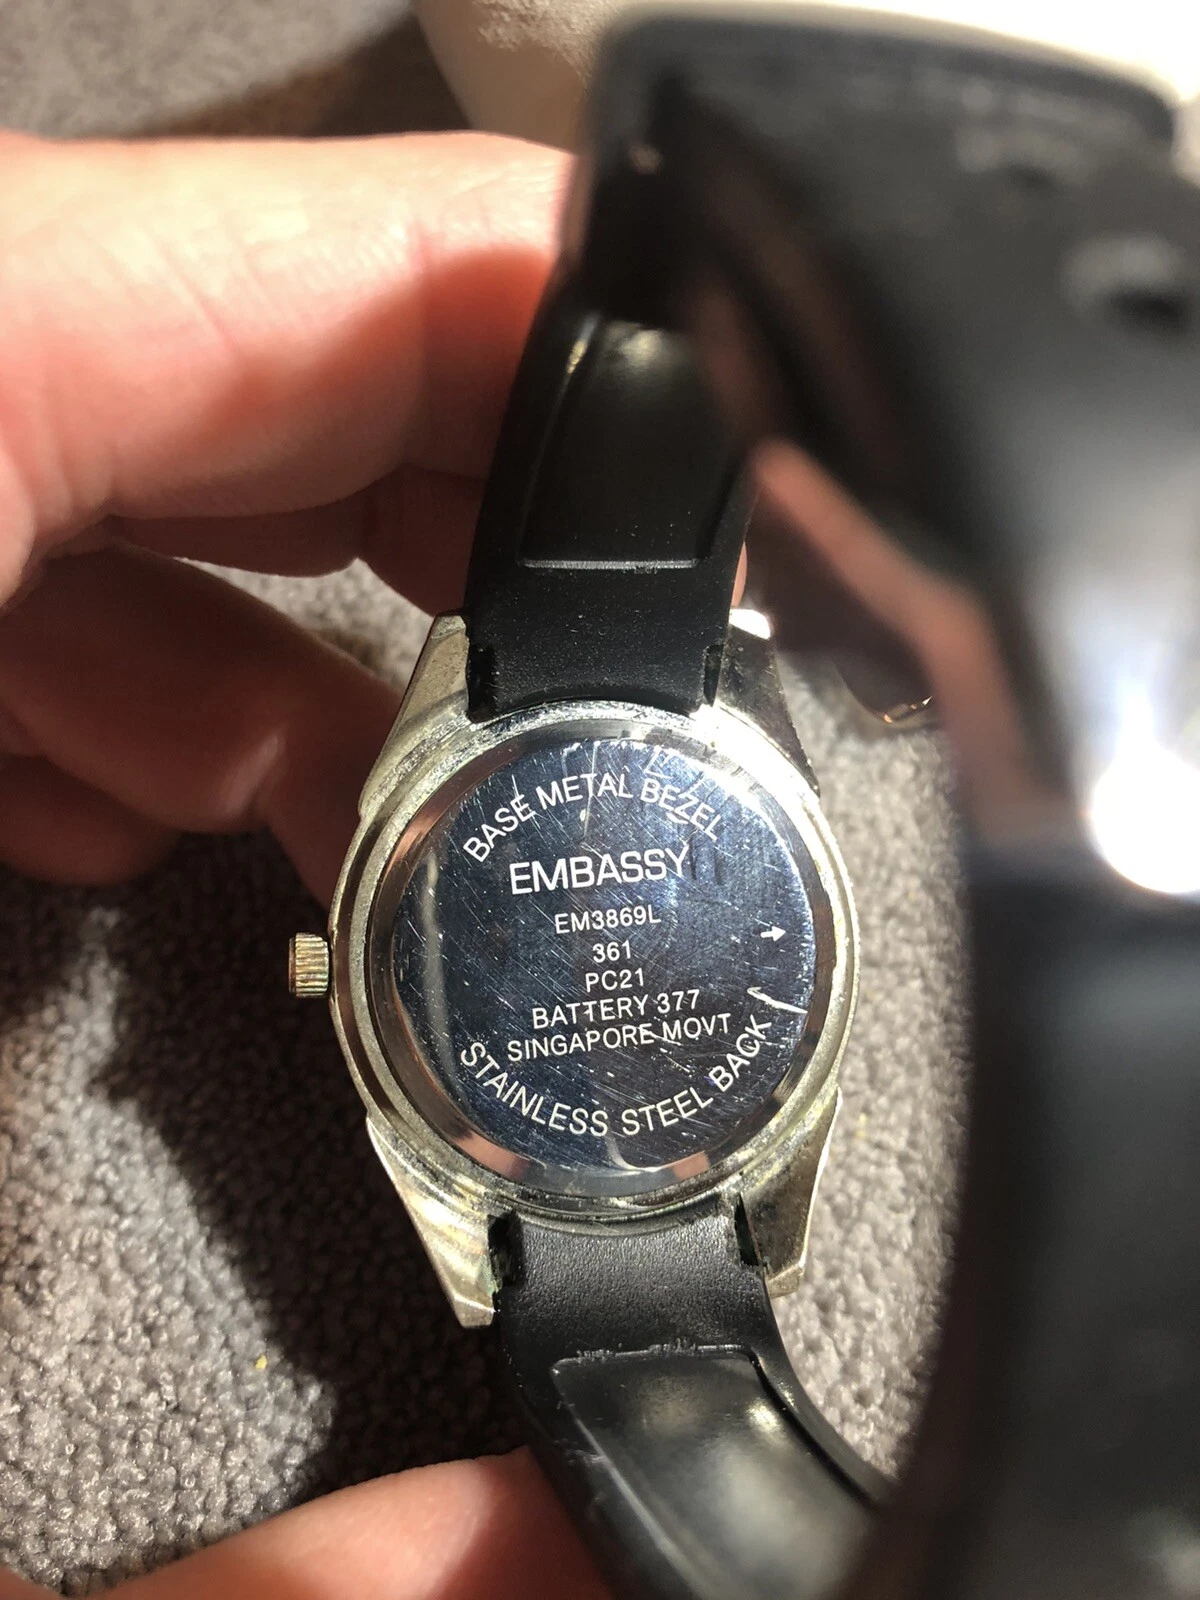 BASE METAL BEZEL
EMBASSY
EM3869L
361
PC21
BATTERY 377
SINGAPORE MOVT
STAINLESS STEEL BACK